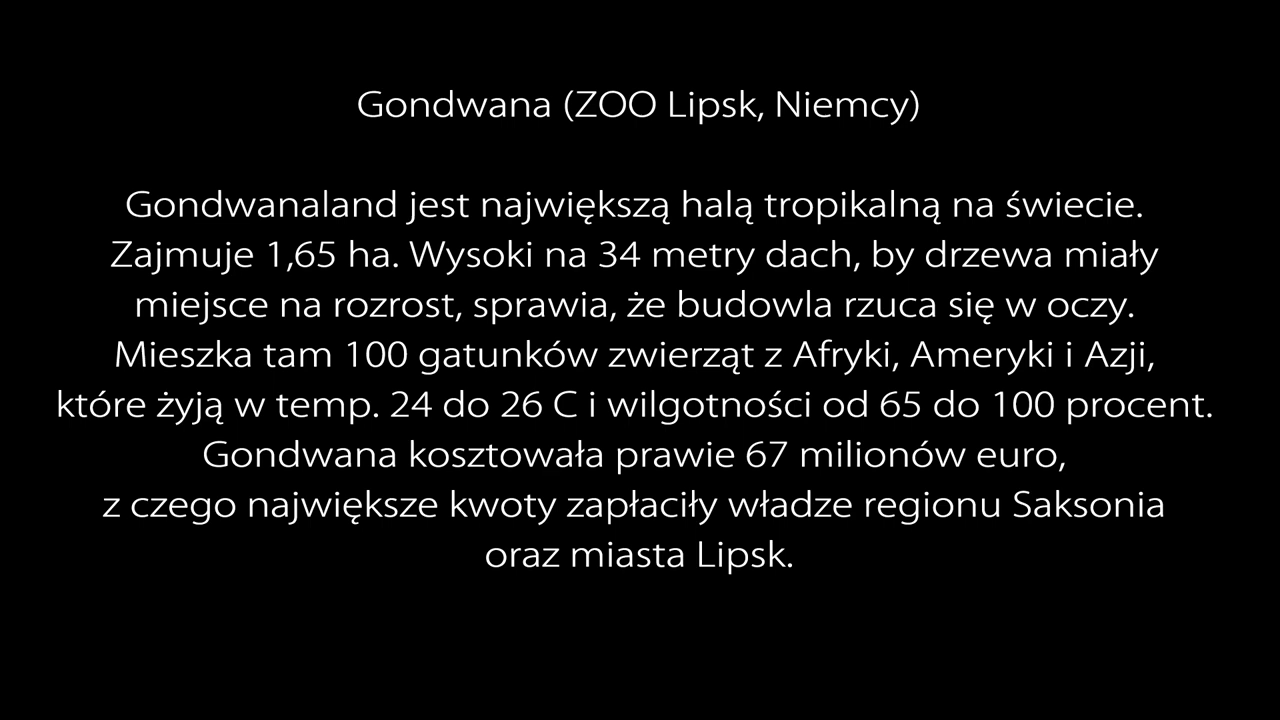 Gondwana (ZOO Lipsk, Niemcy)
Gondwanaland jest największą halą tropikalną na świecie.
Zajmuje 1,65 ha. Wysoki na 34 metry dach, by drzewa miały
miejsce na rozrost, sprawia, że budowla rzuca się w oczy.
Mieszka tam 100 gatunków zwierząt z Afryki, Ameryki i Azji,
które żyją w temp. 24 do 26 C i wilgotności od 65 do 100 procent.
Gondwana kosztowała prawie 67 milionów euro,
z czego największe kwoty zapłaciły władze regionu Saksonia
oraz miasta Lipsk.